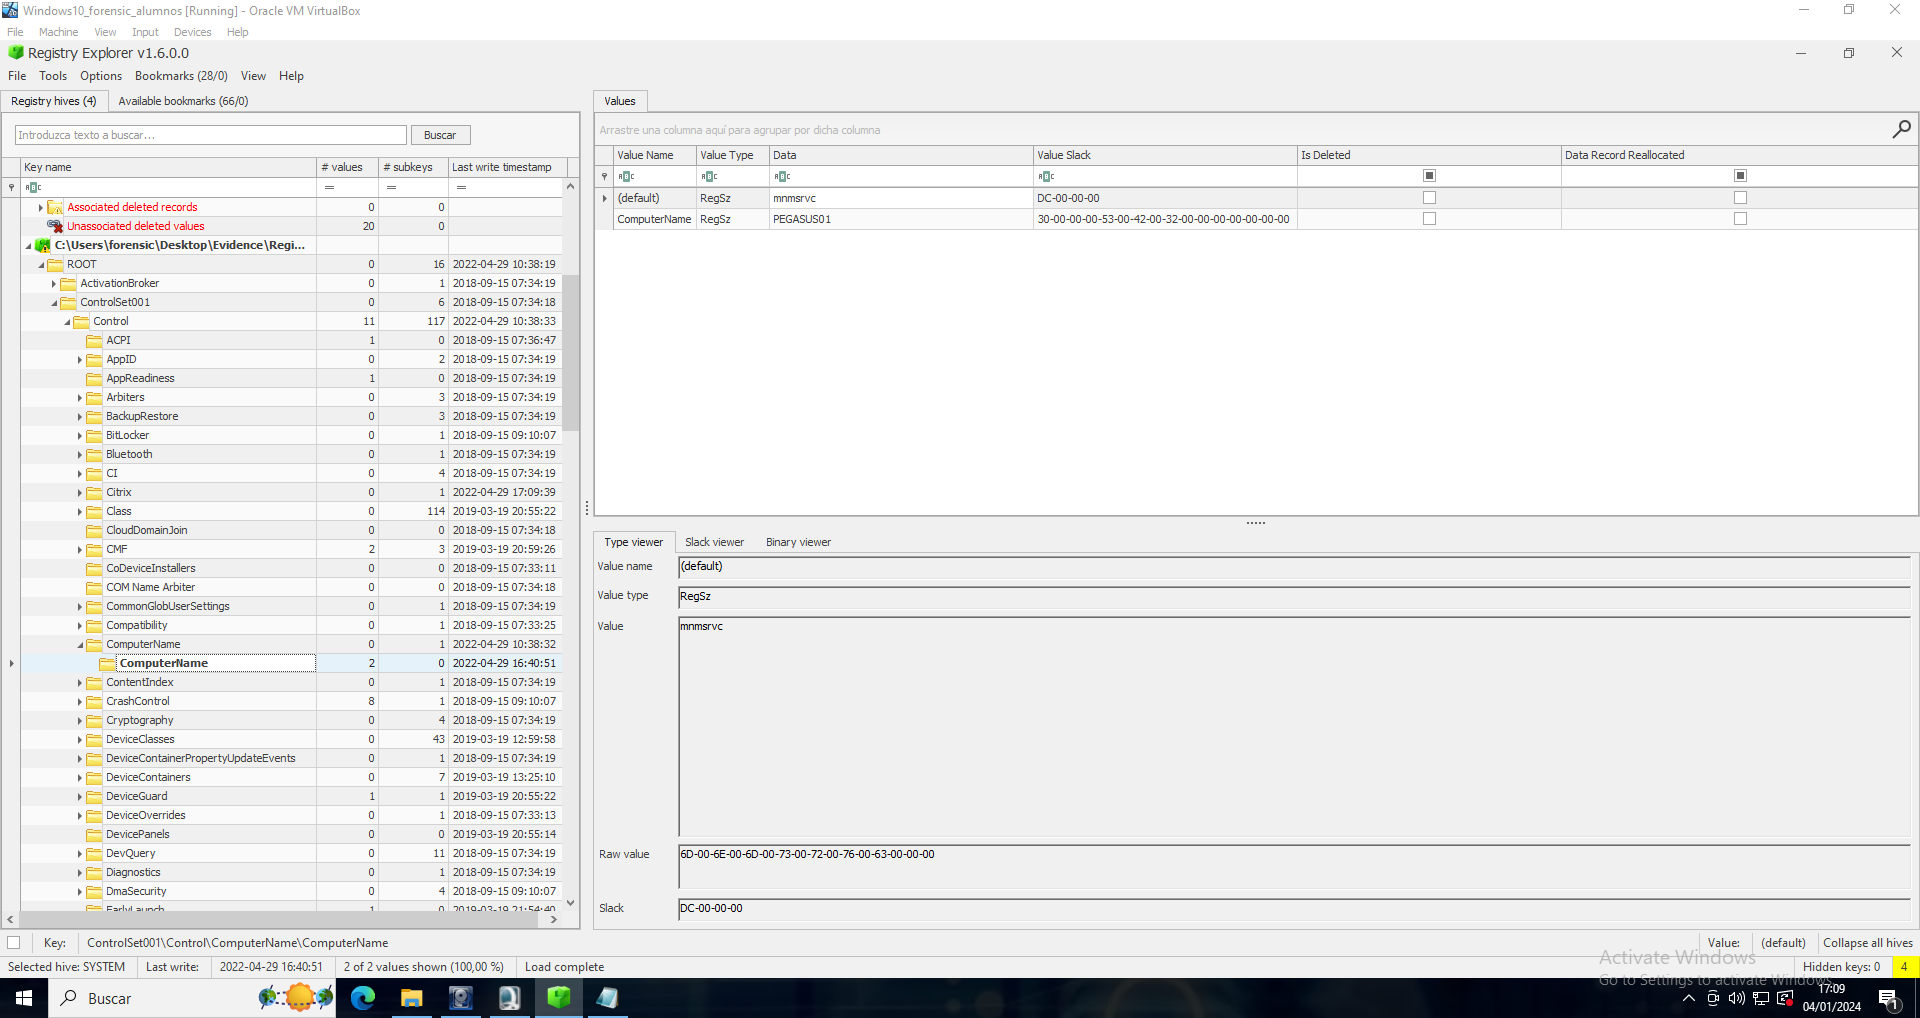 Windows10_forensic_alumnos [Running] - Oracle VM VirtualBox
File Machine View Input Devices Help
Registry Explorer v1.6.0.0
File Tools Options Bookmarks (28/0) View Help
Registry hives (4) Available bookmarks (66/0)
Introduzca texto a buscar... Buscar
Key name # values # subkeys Last write timestamp
= = =
Associated deleted records 0 0
Unassociated deleted values 20 0
C:\Users\forensic\Desktop\Evidence\Regi...
ROOT 0 16 2022-04-29 10:38:19
ActivationBroker 0 1 2018-09-15 07:34:19
ControlSet001 0 6 2018-09-15 07:34:18
Control 11 117 2022-04-29 10:38:33
ACPI 1 0 2018-09-15 07:36:47
AppID 0 2 2018-09-15 07:34:19
AppReadiness 1 0 2018-09-15 07:34:19
Arbiters 0 3 2018-09-15 07:34:19
BackupRestore 0 3 2018-09-15 07:34:19
BitLocker 0 1 2018-09-15 09:10:07
Bluetooth 0 1 2018-09-15 07:34:19
CI 0 4 2018-09-15 07:34:19
Citrix 0 1 2022-04-29 17:09:39
Class 0 114 2019-03-19 20:55:22
CloudDomainJoin 0 0 2018-09-15 07:34:18
CMF 2 3 2019-03-19 20:59:26
CoDeviceInstallers 0 0 2018-09-15 07:33:11
COM Name Arbiter 0 0 2018-09-15 07:34:18
CommonGlobUserSettings 0 1 2018-09-15 07:34:19
Compatibility 0 1 2018-09-15 07:33:25
ComputerName 0 1 2022-04-29 10:38:32
ComputerName 2 0 2022-04-29 16:40:51
ContentIndex 0 1 2018-09-15 07:34:19
CrashControl 8 1 2018-09-15 09:10:07
Cryptography 0 4 2018-09-15 07:34:19
DeviceClasses 0 43 2019-03-19 12:59:58
DeviceContainerPropertyUpdateEvents 0 1 2018-09-15 07:34:19
DeviceContainers 0 7 2019-03-19 13:25:10
DeviceGuard 1 1 2019-03-19 20:55:22
DeviceOverrides 0 1 2018-09-15 07:33:13
DevicePanels 0 0 2019-03-19 20:55:14
DevQuery 0 11 2018-09-15 07:34:19
Diagnostics 0 1 2018-09-15 07:34:19
DmaSecurity 0 4 2018-09-15 09:10:07
EarlyLaunch 1 0 2019-03-19 21:54:40
Values
Arrastre una columna aquí para agrupar por dicha columna
Value Name Value Type Data Value Slack Is Deleted Data Record Reallocated
(default) RegSz mnmsrvc DC-00-00-00
ComputerName RegSz PEGASUS01 30-00-00-00-53-00-42-00-32-00-00-00-00-00-00-00
Type viewer Slack viewer Binary viewer
Value name (default)
Value type RegSz
Value mnmsrvc
Raw value 6D-00-6E-00-6D-00-73-00-72-00-76-00-63-00-00-00
Slack DC-00-00-00
Key: ControlSet001\Control\ComputerName\ComputerName Value: (default) Collapse all hives
Selected hive: SYSTEM Last write: 2022-04-29 16:40:51 2 of 2 values shown (100,00 %) Load complete Hidden keys: 0 4
Activate Windows
Go to Settings to activate Windows.
Buscar
17:09
04/01/2024
1